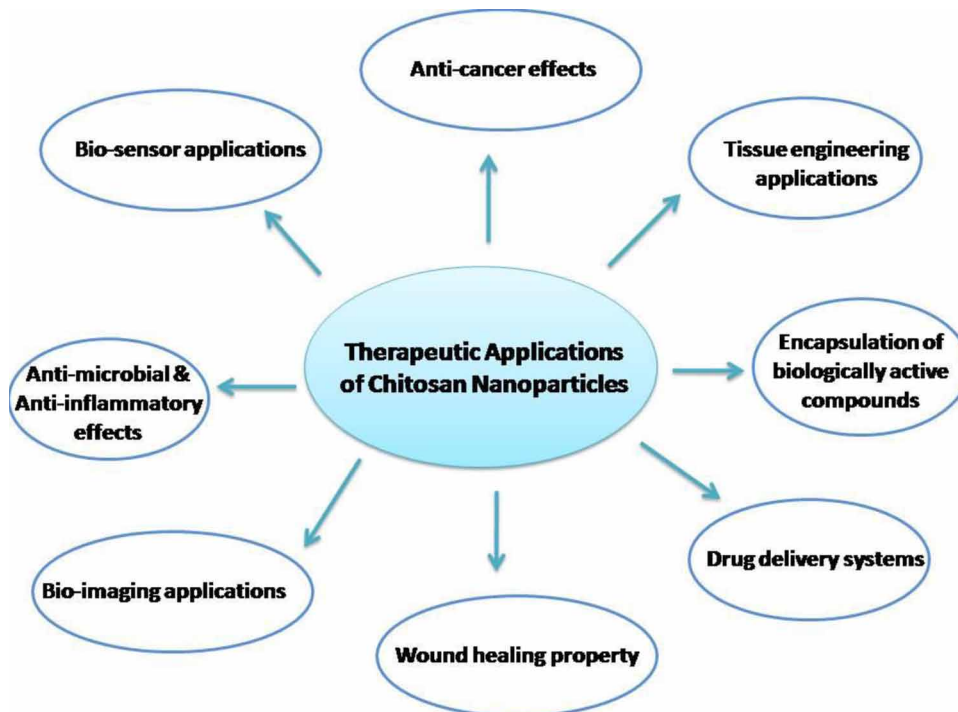 Anti-cancer effects
Bio-sensor applications
Tissue engineering
applications
Therapeutic Applications
of Chitosan Nanoparticles
Encapsulation of
biologically active
compounds
Anti-microbial &
Anti-inflammatory
effects
Drug delivery systems
Bio-imaging applications
Wound healing property